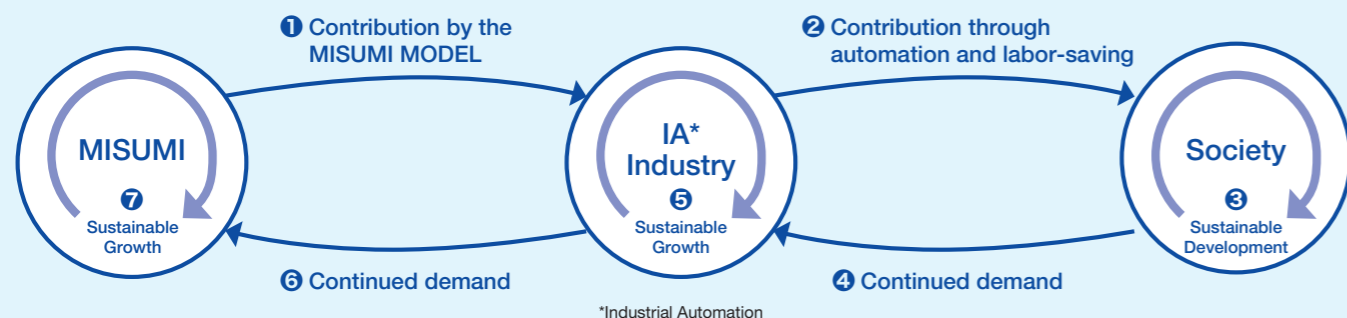 ❶ Contribution by the
MISUMI MODEL
❷ Contribution through
automation and labor-saving
MISUMI
❼
Sustainable
Growth
IA*
Industry
❺
Sustainable
Growth
Society
❸
Sustainable
Development
❻ Continued demand
❹ Continued demand
*Industrial Automation